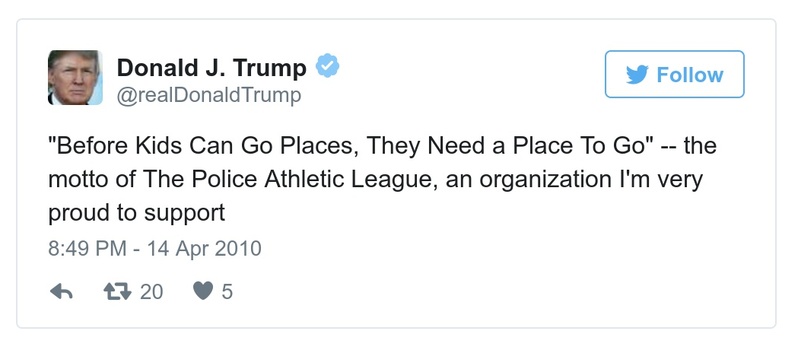 Donald J. Trump
@realDonaldTrump
Follow
"Before Kids Can Go Places, They Need a Place To Go" -- the
motto of The Police Athletic League, an organization I'm very
proud to support
8:49 PM - 14 Apr 2010
20 5